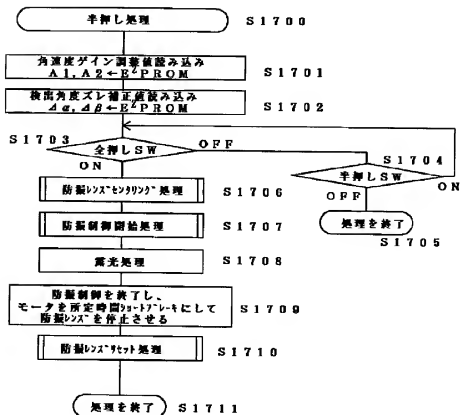 半押し処理 S1700
角速度ゲイン調整値読み込み
A1, A2←E²PROM S1701
検出角度ズレ補正値読み込み
Δα, Δβ←E²PROM S1702
S1703
全押しSW OFF
ON
S1704
半押しSW ON
OFF
処理を終了
S1705
防振レンズセンタリング処理 S1706
防振制御開始処理 S1707
露光処理 S1708
防振制御を終了し、
モータを所定時間ショートブレーキにして
防振レンズを停止させる
S1709
防振レンズリセット処理 S1710
処理を終了 S1711